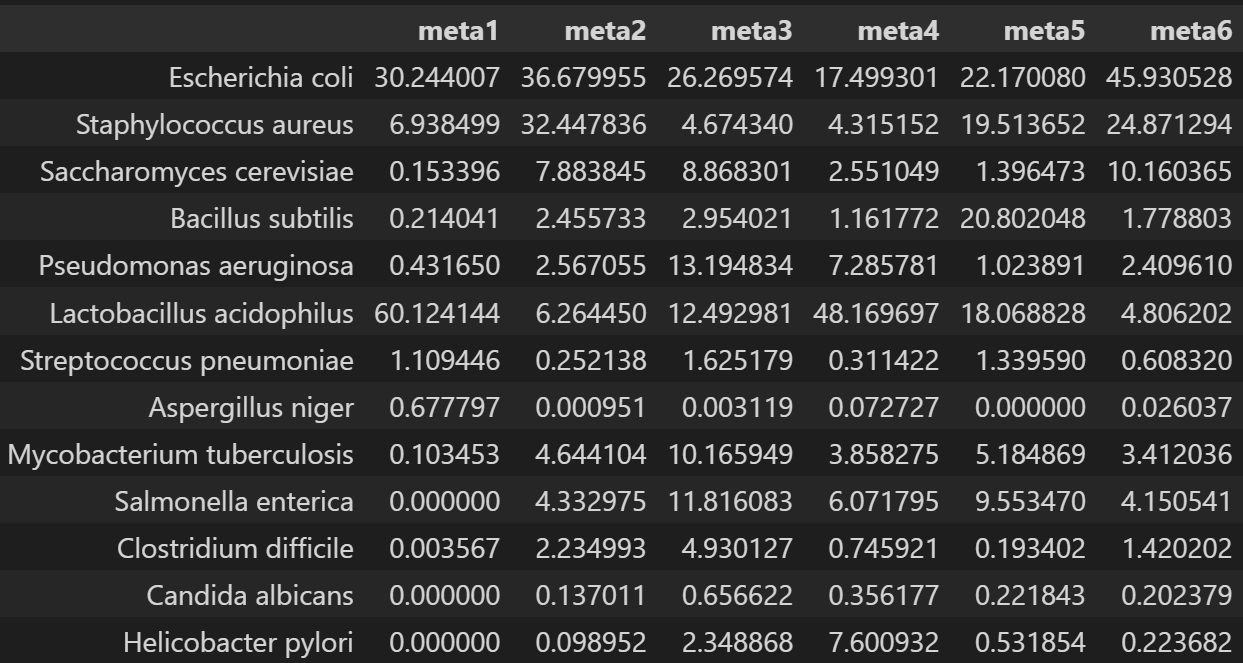 meta1 meta2 meta3 meta4 meta5 meta6
Escherichia coli 30.244007 36.679955 26.269574 17.499301 22.170080 45.930528
Staphylococcus aureus 6.938499 32.447836 4.674340 4.315152 19.513652 24.871294
Saccharomyces cerevisiae 0.153396 7.883845 8.868301 2.551049 1.396473 10.160365
Bacillus subtilis 0.214041 2.455733 2.954021 1.161772 20.802048 1.778803
Pseudomonas aeruginosa 0.431650 2.567055 13.194834 7.285781 1.023891 2.409610
Lactobacillus acidophilus 60.124144 6.264450 12.492981 48.169697 18.068828 4.806202
Streptococcus pneumoniae 1.109446 0.252138 1.625179 0.311422 1.339590 0.608320
Aspergillus niger 0.677797 0.000951 0.003119 0.072727 0.000000 0.026037
Mycobacterium tuberculosis 0.103453 4.644104 10.165949 3.858275 5.184869 3.412036
Salmonella enterica 0.000000 4.332975 11.816083 6.071795 9.553470 4.150541
Clostridium difficile 0.003567 2.234993 4.930127 0.745921 0.193402 1.420202
Candida albicans 0.000000 0.137011 0.656622 0.356177 0.221843 0.202379
Helicobacter pylori 0.000000 0.098952 2.348868 7.600932 0.531854 0.223682